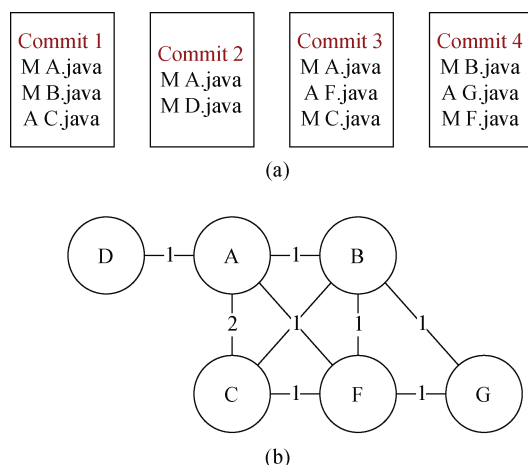 Commit 1
M A.java
M B.java
A C.java
Commit 2
M A.java
M D.java
Commit 3
M A.java
A F.java
M C.java
Commit 4
M B.java
A G.java
M F.java
(a)
D 1 A 1 B
2 1 1 1
C 1 F 1 G
(b)